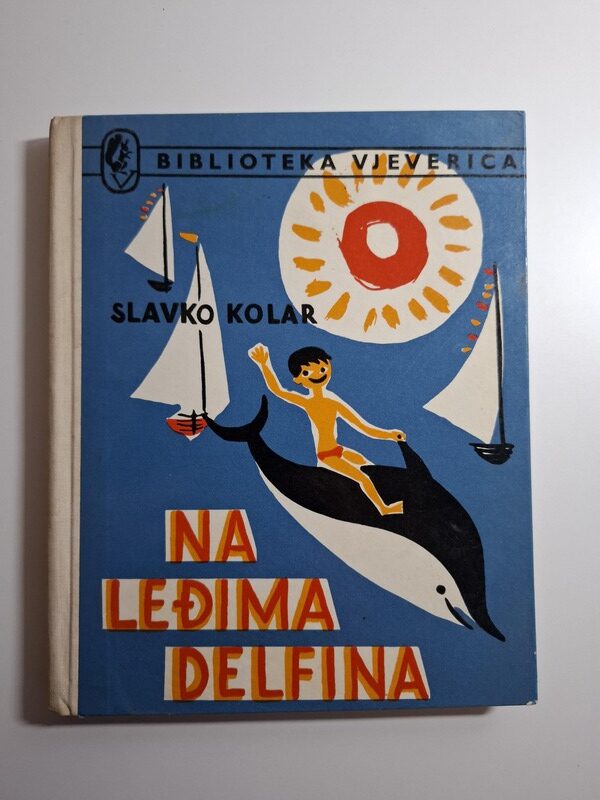 BIBLIOTEKA VJEVERICA
SLAVKO KOLAR
NA
LEĐIMA
DELFINA